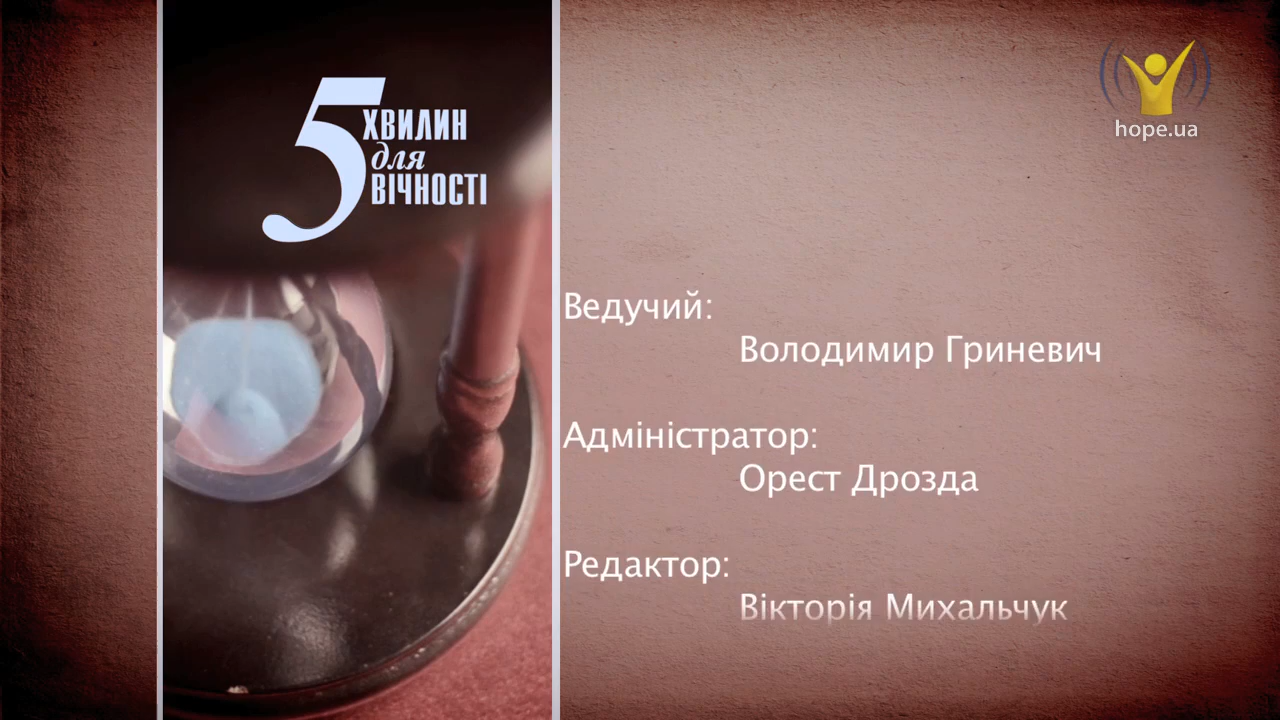 5 ХВИЛИН
для
ВІЧНОСТІ
hope.ua
Ведучий:
Володимир Гриневич
Адміністратор:
Орест Дрозда
Редактор:
Вікторія Михальчук